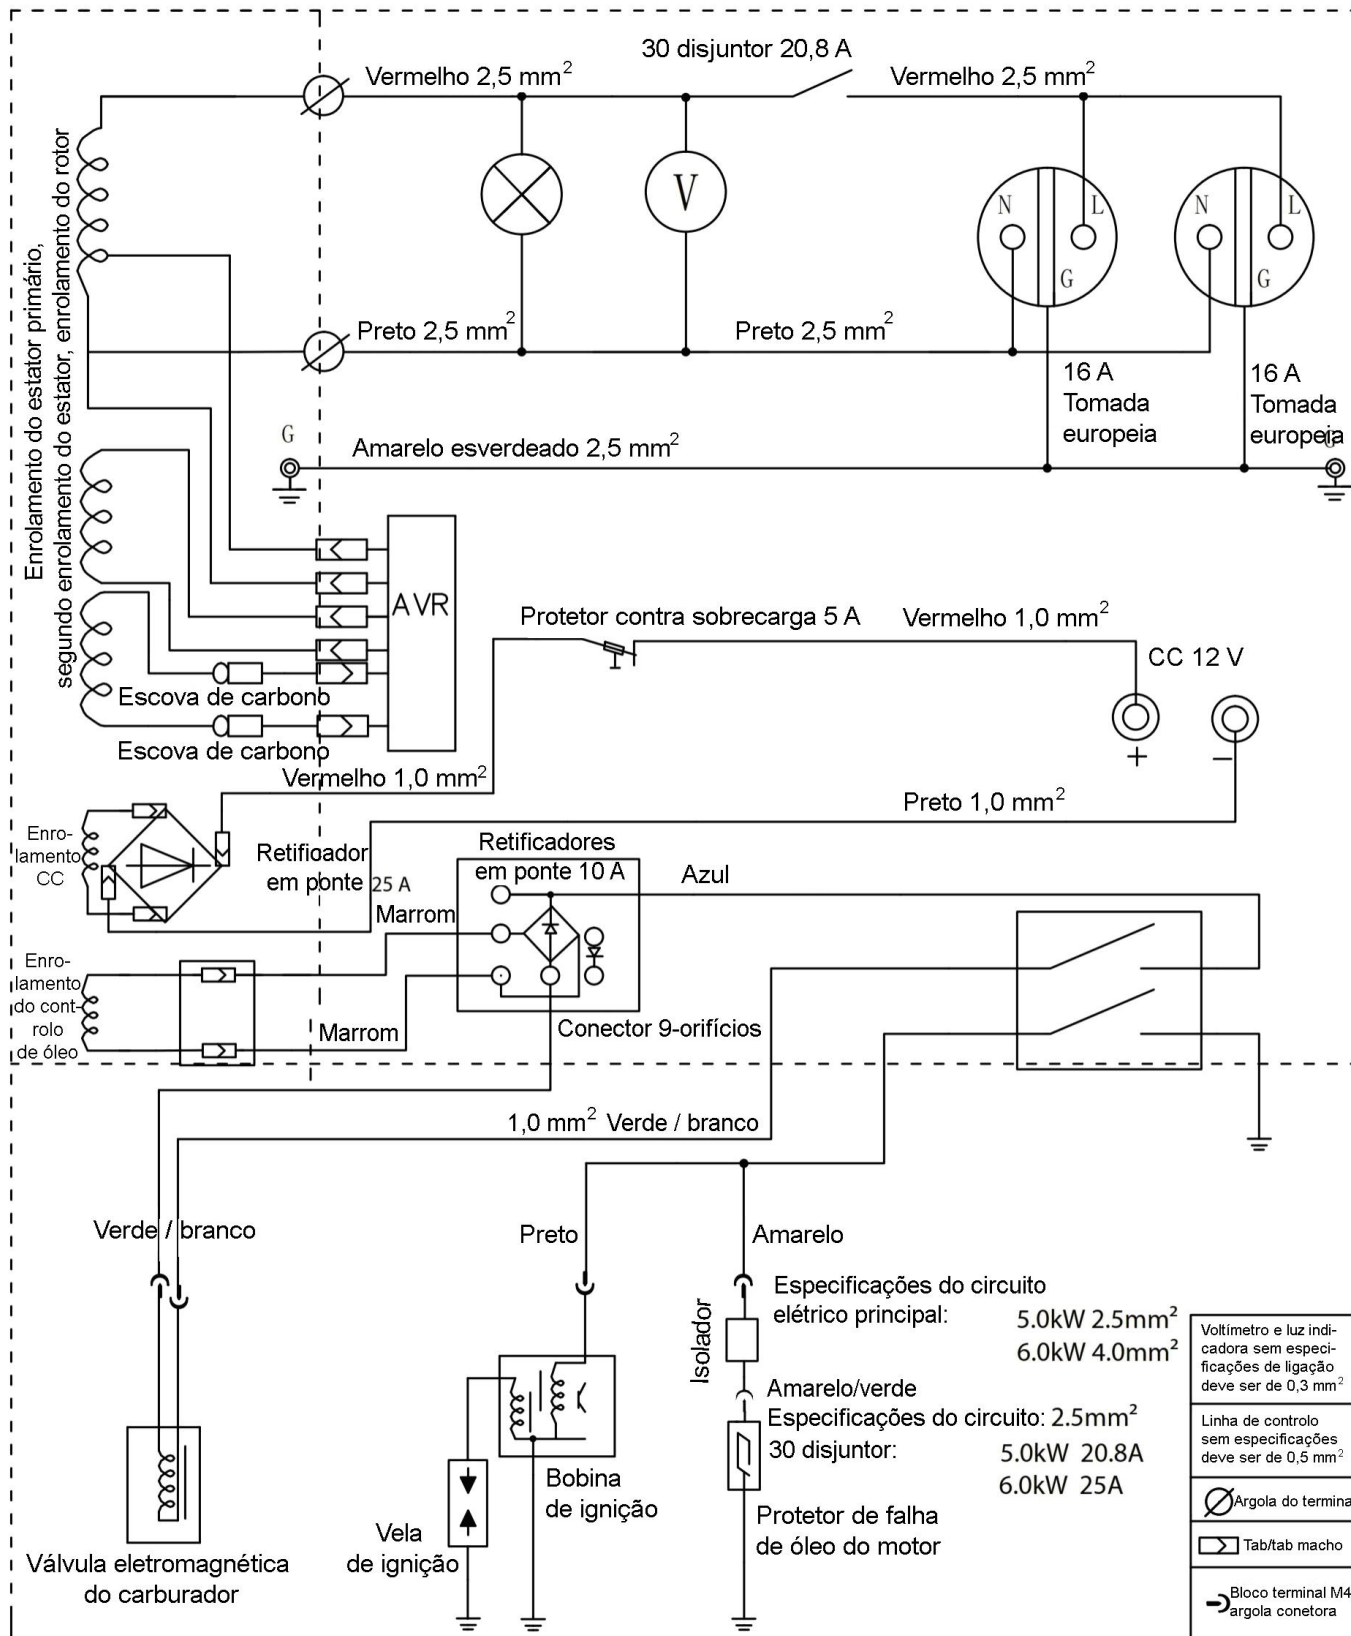 30 disjuntor 20,8 A
Vermelho 2,5 mm²
Vermelho 2,5 mm²
Enrolamento do estator primário,
segundo enrolamento do estator, enrolamento do rotor
V
N
L
G
N
L
G
Preto 2,5 mm²
Preto 2,5 mm²
16 A
Tomada
europeia
16 A
Tomada
europeia
G
Amarelo esverdeado 2,5 mm²
G
AVR
Protetor contra sobrecarga 5 A
Vermelho 1,0 mm²
CC 12 V
+
−
Escova de carbono
Escova de carbono
Vermelho 1,0 mm²
Preto 1,0 mm²
Enro-
lamento
CC
Retificador
em ponte 25 A
Retificadores
em ponte 10 A
Azul
Marrom
Enro-
lamento
do cont-
rolo
de óleo
Marrom
Conector 9-orifícios
1,0 mm² Verde / branco
Verde / branco
Preto
Amarelo
Isolador
Especificações do circuito
elétrico principal:
5.0kW 2.5mm²
6.0kW 4.0mm²
Amarelo/verde
Especificações do circuito: 2.5mm²
30 disjuntor:
5.0kW 20.8A
6.0kW 25A
Protetor de falha
de óleo do motor
Bobina
de ignição
Vela
de ignição
Válvula eletromagnética
do carburador
Voltímetro e luz indi-
cadora sem especi-
ficações de ligação
deve ser de 0,3 mm²
Linha de controlo
sem especificações
deve ser de 0,5 mm²
Argola do termina
Tab/tab macho
Bloco terminal M4
argola conetora